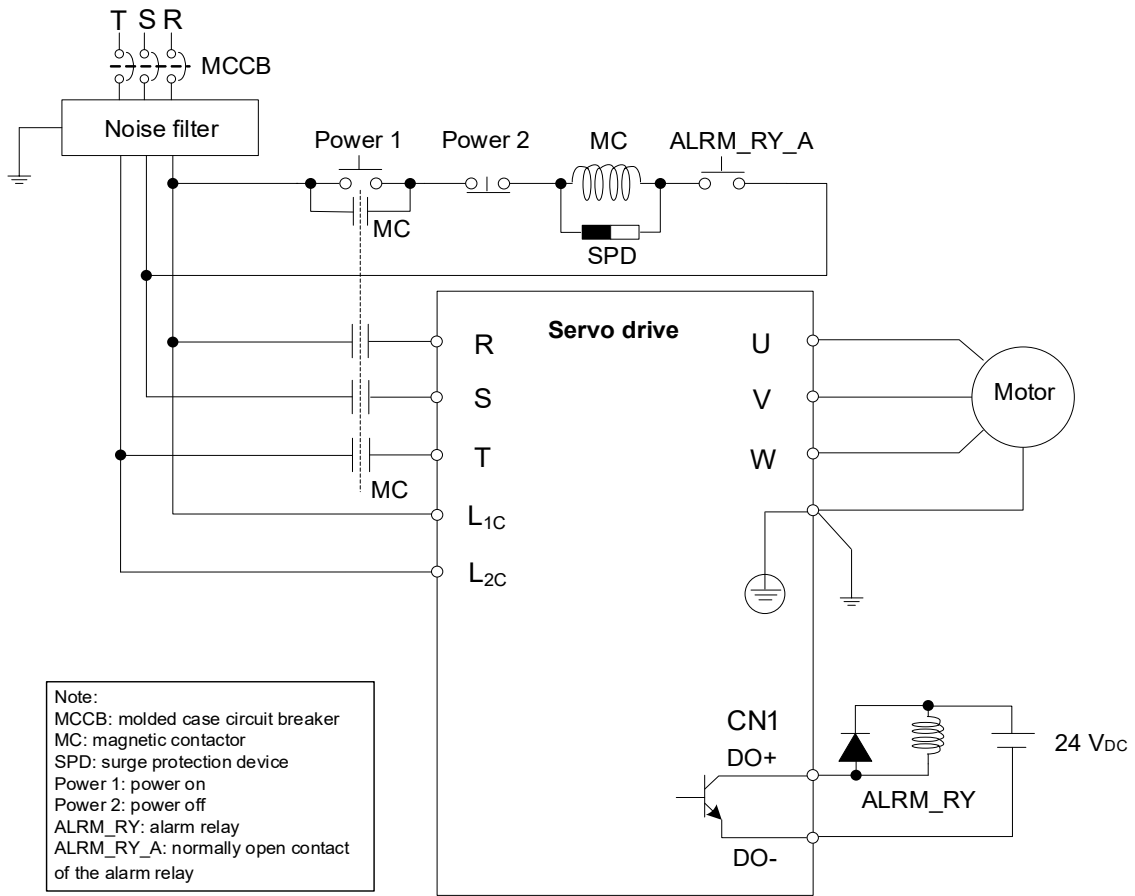 T S R
MCCB
Noise filter
Power 1
Power 2
MC
ALRM_RY_A
MC
SPD
Servo drive
R
U
S
V
Motor
T
W
MC
L1C
L2C
Note:
MCCB: molded case circuit breaker
MC: magnetic contactor
SPD: surge protection device
Power 1: power on
Power 2: power off
ALRM_RY: alarm relay
ALRM_RY_A: normally open contact
of the alarm relay
CN1
DO+
24 VDC
ALRM_RY
DO-